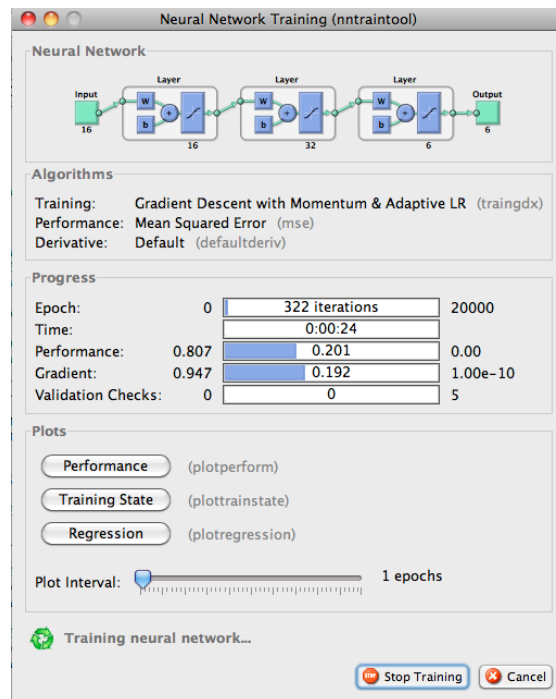 Neural Network Training (nntraintool)
Neural Network
Layer Layer Layer
Input Output
W W W
b b b
+ + +
16 16 32 6 6
Algorithms
Training: Gradient Descent with Momentum & Adaptive LR (traingdx)
Performance: Mean Squared Error (mse)
Derivative: Default (defaultderiv)
Progress
Epoch: 0 322 iterations 20000
Time: 0:00:24
Performance: 0.807 0.201 0.00
Gradient: 0.947 0.192 1.00e-10
Validation Checks: 0 0 5
Plots
Performance (plotperform)
Training State (plottrainstate)
Regression (plotregression)
Plot Interval: 1 epochs
Training neural network...
STOP Stop Training Cancel